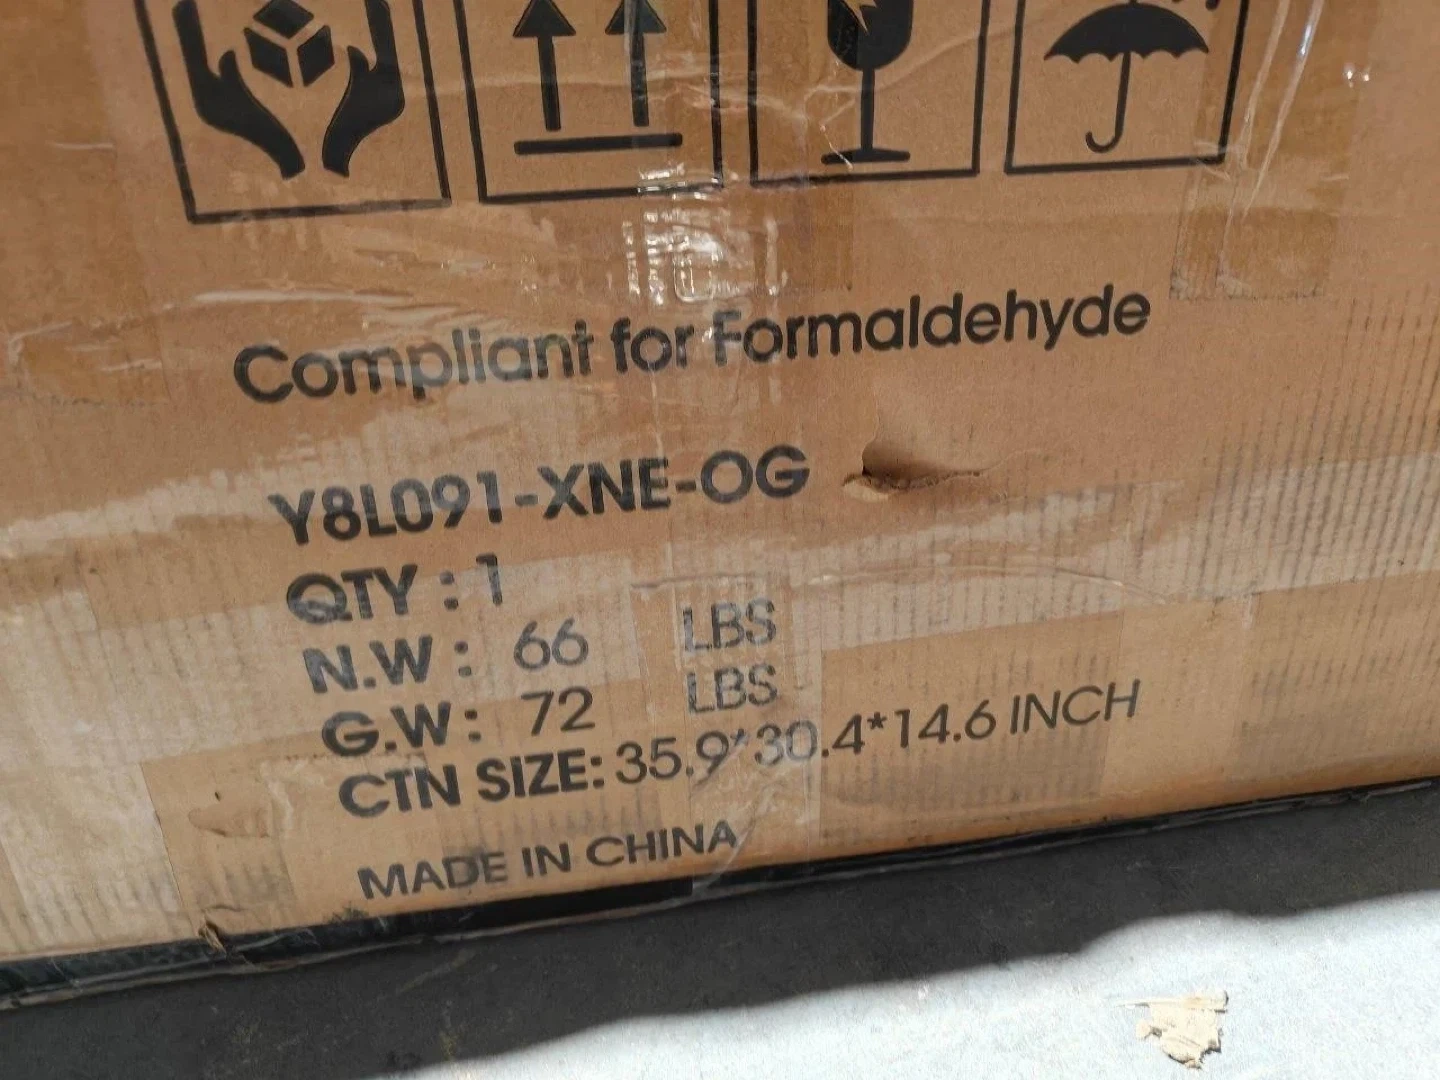 Compliant for Formaldehyde
Y8L091-XNE-OG
QTY : 1
N.W : 66 LBS
G.W : 72 LBS
CTN SIZE: 35.9*30.4*14.6 INCH
MADE IN CHINA